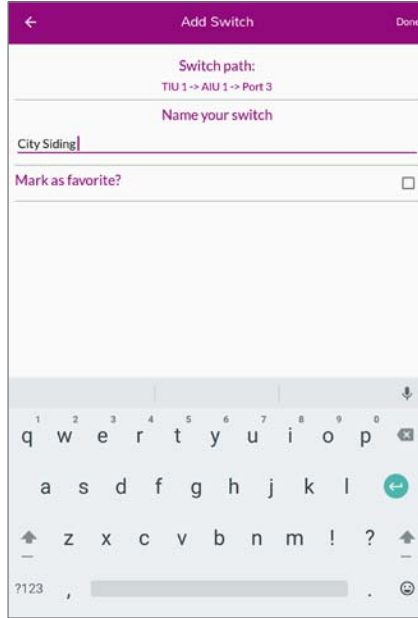 Add Switch
Done
Switch path:
TIU 1 -> AIU 1 -> Port 3
Name your switch
City Siding
Mark as favorite?
1 2 3 4 5 6 7 8 9 0
q w e r t y u i o p
a s d f g h j k l
z x c v b n m ! ?
?123 , .